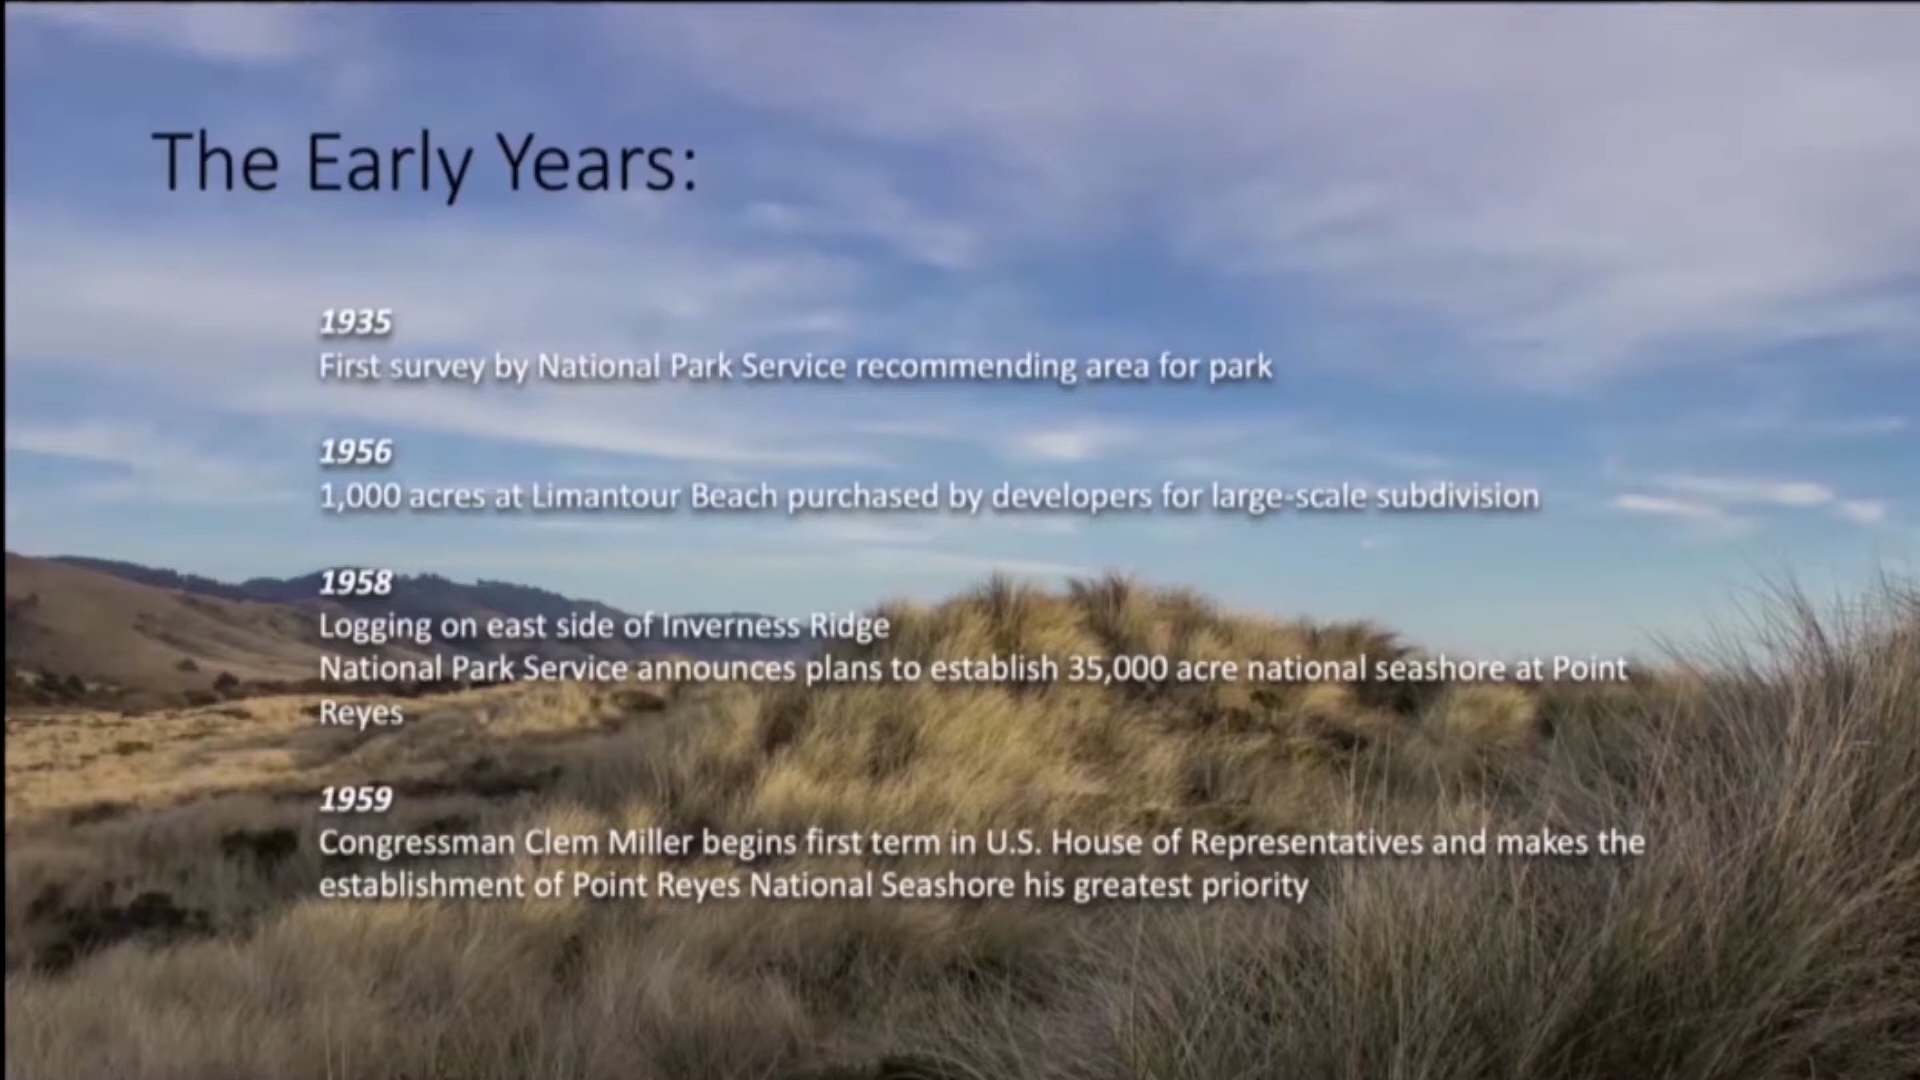 The Early Years:
1935
First survey by National Park Service recommending area for park
1956
1,000 acres at Limantour Beach purchased by developers for large-scale subdivision
1958
Logging on east side of Inverness Ridge
National Park Service announces plans to establish 35,000 acre national seashore at Point
Reyes
1959
Congressman Clem Miller begins first term in U.S. House of Representatives and makes the
establishment of Point Reyes National Seashore his greatest priority